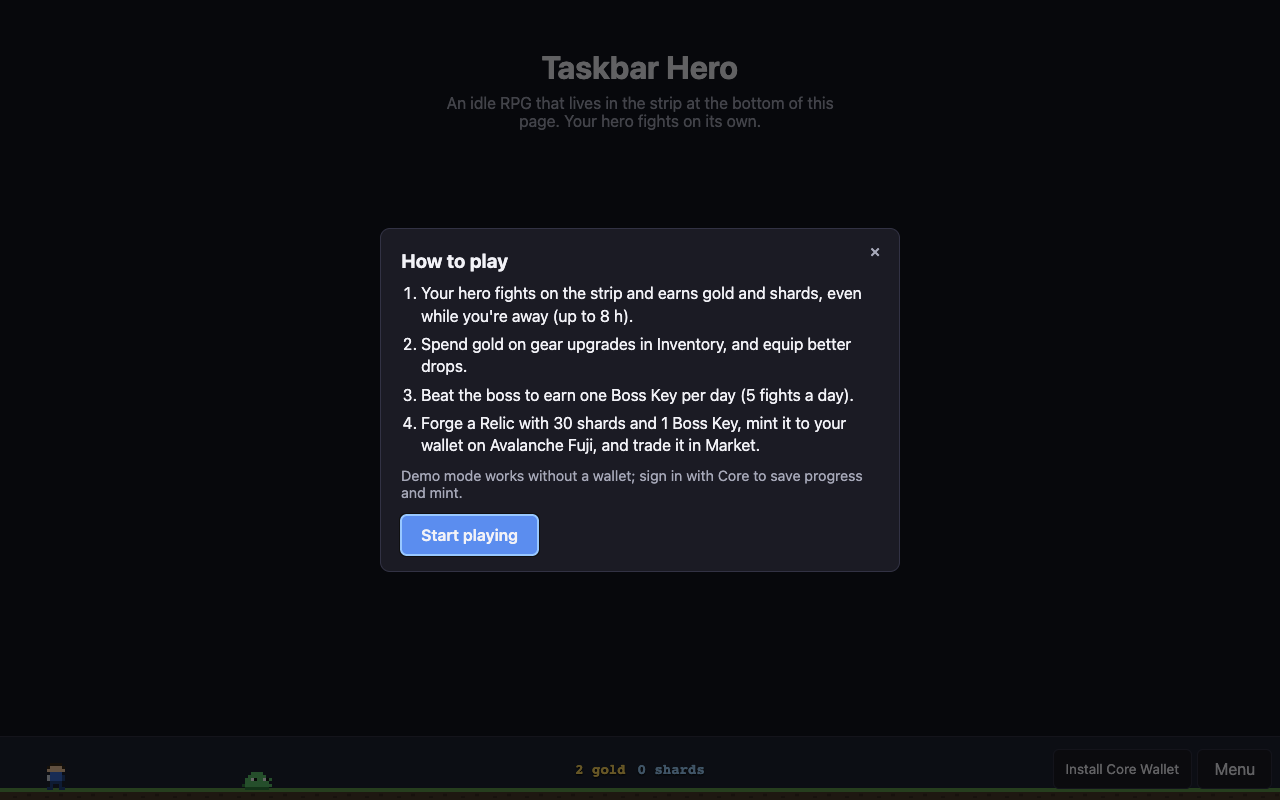 Taskbar Hero
An idle RPG that lives in the strip at the bottom of this
page. Your hero fights on its own.
How to play
×
1. Your hero fights on the strip and earns gold and shards, even
while you're away (up to 8 h).
2. Spend gold on gear upgrades in Inventory, and equip better
drops.
3. Beat the boss to earn one Boss Key per day (5 fights a day).
4. Forge a Relic with 30 shards and 1 Boss Key, mint it to your
wallet on Avalanche Fuji, and trade it in Market.
Demo mode works without a wallet; sign in with Core to save progress
and mint.
Start playing
2 gold 0 shards
Install Core Wallet
Menu